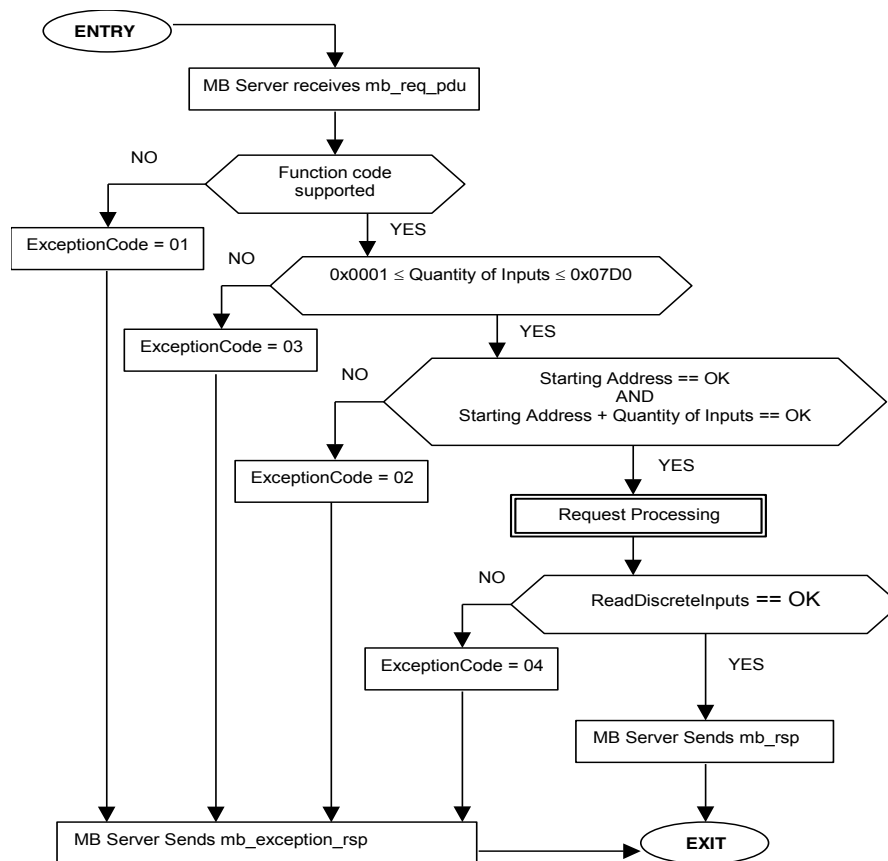 ENTRY
MB Server receives mb_req_pdu
NO
Function code
supported
YES
ExceptionCode = 01
NO
0x0001 ≤ Quantity of Inputs ≤ 0x07D0
YES
ExceptionCode = 03
NO
Starting Address == OK
AND
Starting Address + Quantity of Inputs == OK
YES
ExceptionCode = 02
Request Processing
NO
ReadDiscreteInputs == OK
YES
ExceptionCode = 04
MB Server Sends mb_rsp
MB Server Sends mb_exception_rsp
EXIT